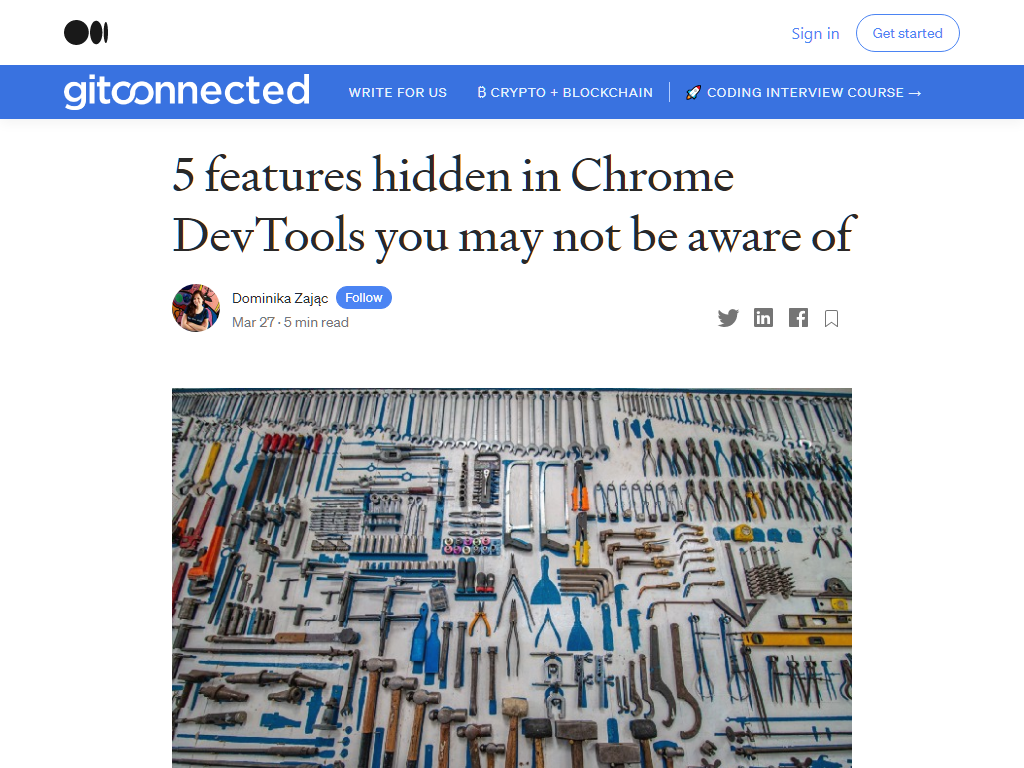 Sign in
Get started
gitconnected
WRITE FOR US
₿ CRYPTO + BLOCKCHAIN
🚀 CODING INTERVIEW COURSE →
5 features hidden in Chrome
DevTools you may not be aware of
Dominika Zając
Follow
Mar 27 · 5 min read